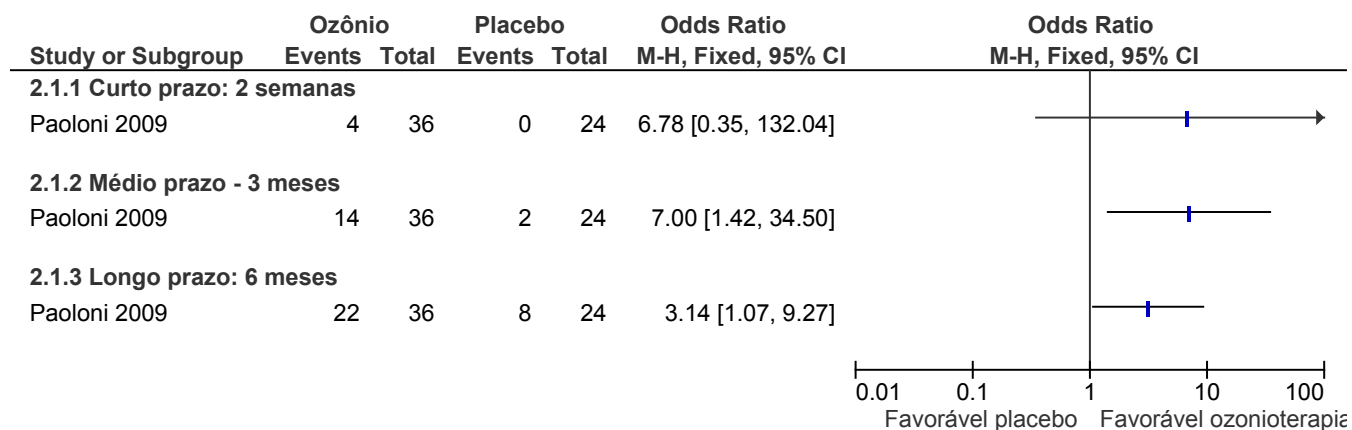 Ozônio Placebo Odds Ratio Odds Ratio
Study or Subgroup Events Total Events Total M-H, Fixed, 95% CI M-H, Fixed, 95% CI
2.1.1 Curto prazo: 2 semanas
Paoloni 2009 4 36 0 24 6.78 [0.35, 132.04]
2.1.2 Médio prazo - 3 meses
Paoloni 2009 14 36 2 24 7.00 [1.42, 34.50]
2.1.3 Longo prazo: 6 meses
Paoloni 2009 22 36 8 24 3.14 [1.07, 9.27]
0.01 0.1 1 10 100
Favorável placebo Favorável ozonioterapia